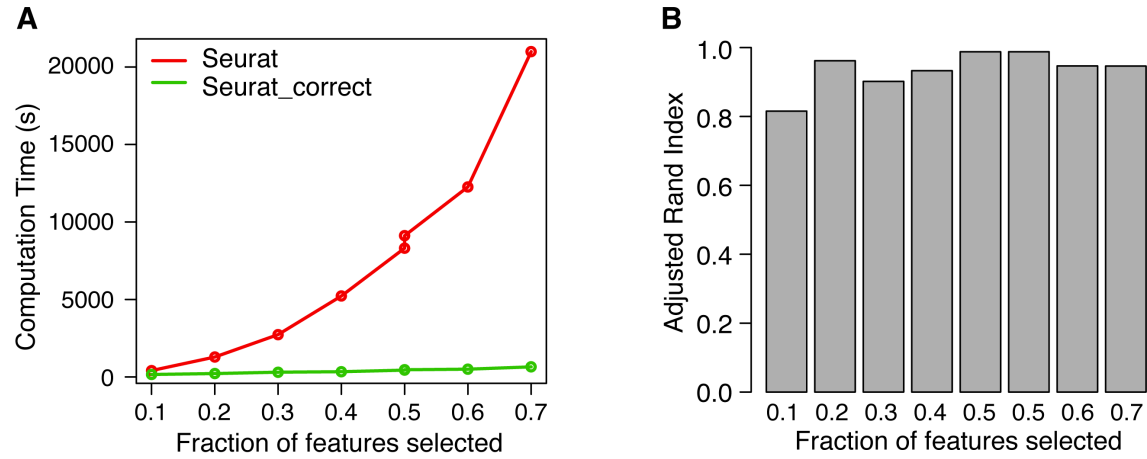 A
Seurat
Seurat_correct
Computation Time (s)
20000
15000
10000
5000
0
0.1 0.2 0.3 0.4 0.5 0.6 0.7
Fraction of features selected
B
Adjusted Rand Index
1.0
0.8
0.6
0.4
0.2
0.0
0.1 0.2 0.3 0.4 0.5 0.5 0.6 0.7
Fraction of features selected